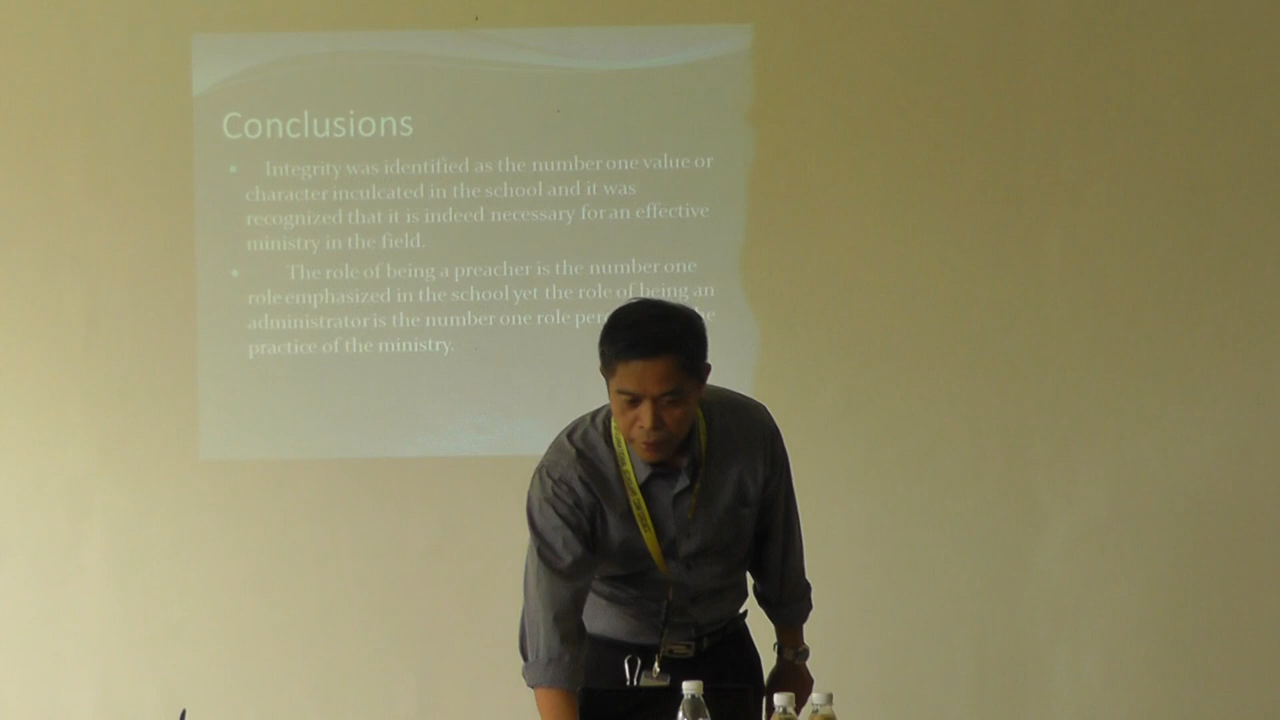 Conclusions
Integrity was identified as the number one value or
character inculcated in the school and it was
recognized that it is indeed necessary for an effective
ministry in the field.
The role of being a preacher is the number one
role emphasized in the school yet the role of being an
administrator is the number one role
practice of the ministry.